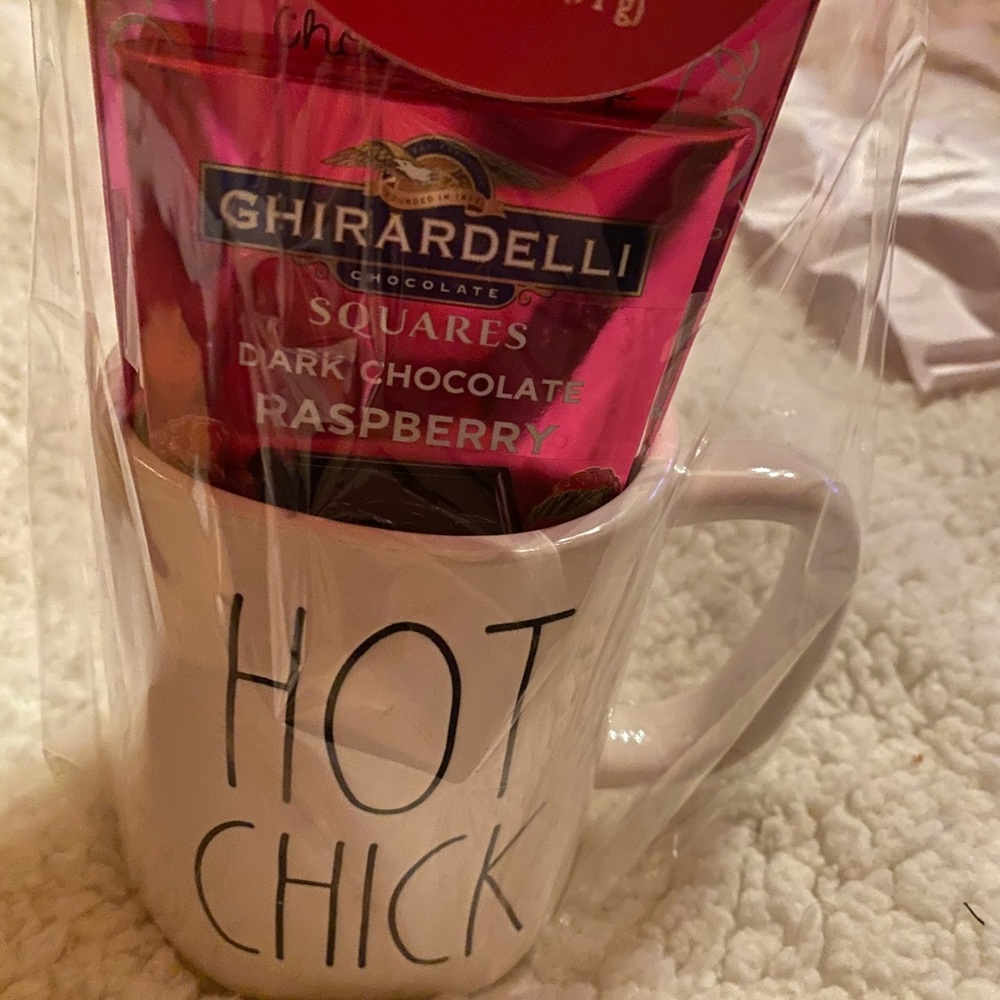 GHIRARDELLI
CHOCOLATE
SQUARES
DARK CHOCOLATE
RASPBERRY
HOT
CHICK